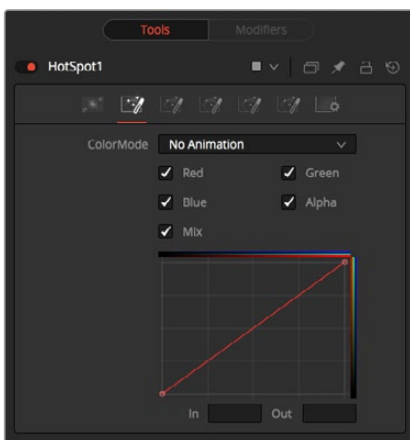 Tools Modifiers
HotSpot1
ColorMode No Animation
Red Green
Blue Alpha
Mix
In Out